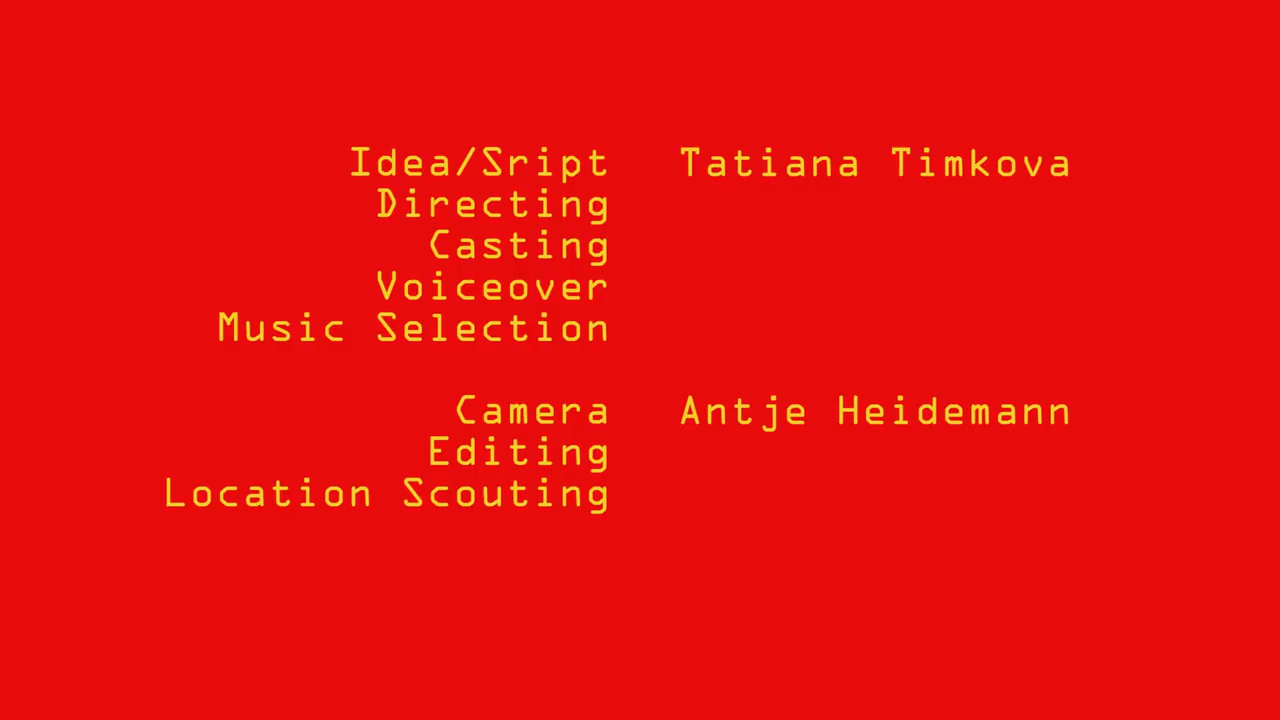 Idea/Sript Tatiana Timkova
Directing
Casting
Voiceover
Music Selection
Camera Antje Heidemann
Editing
Location Scouting